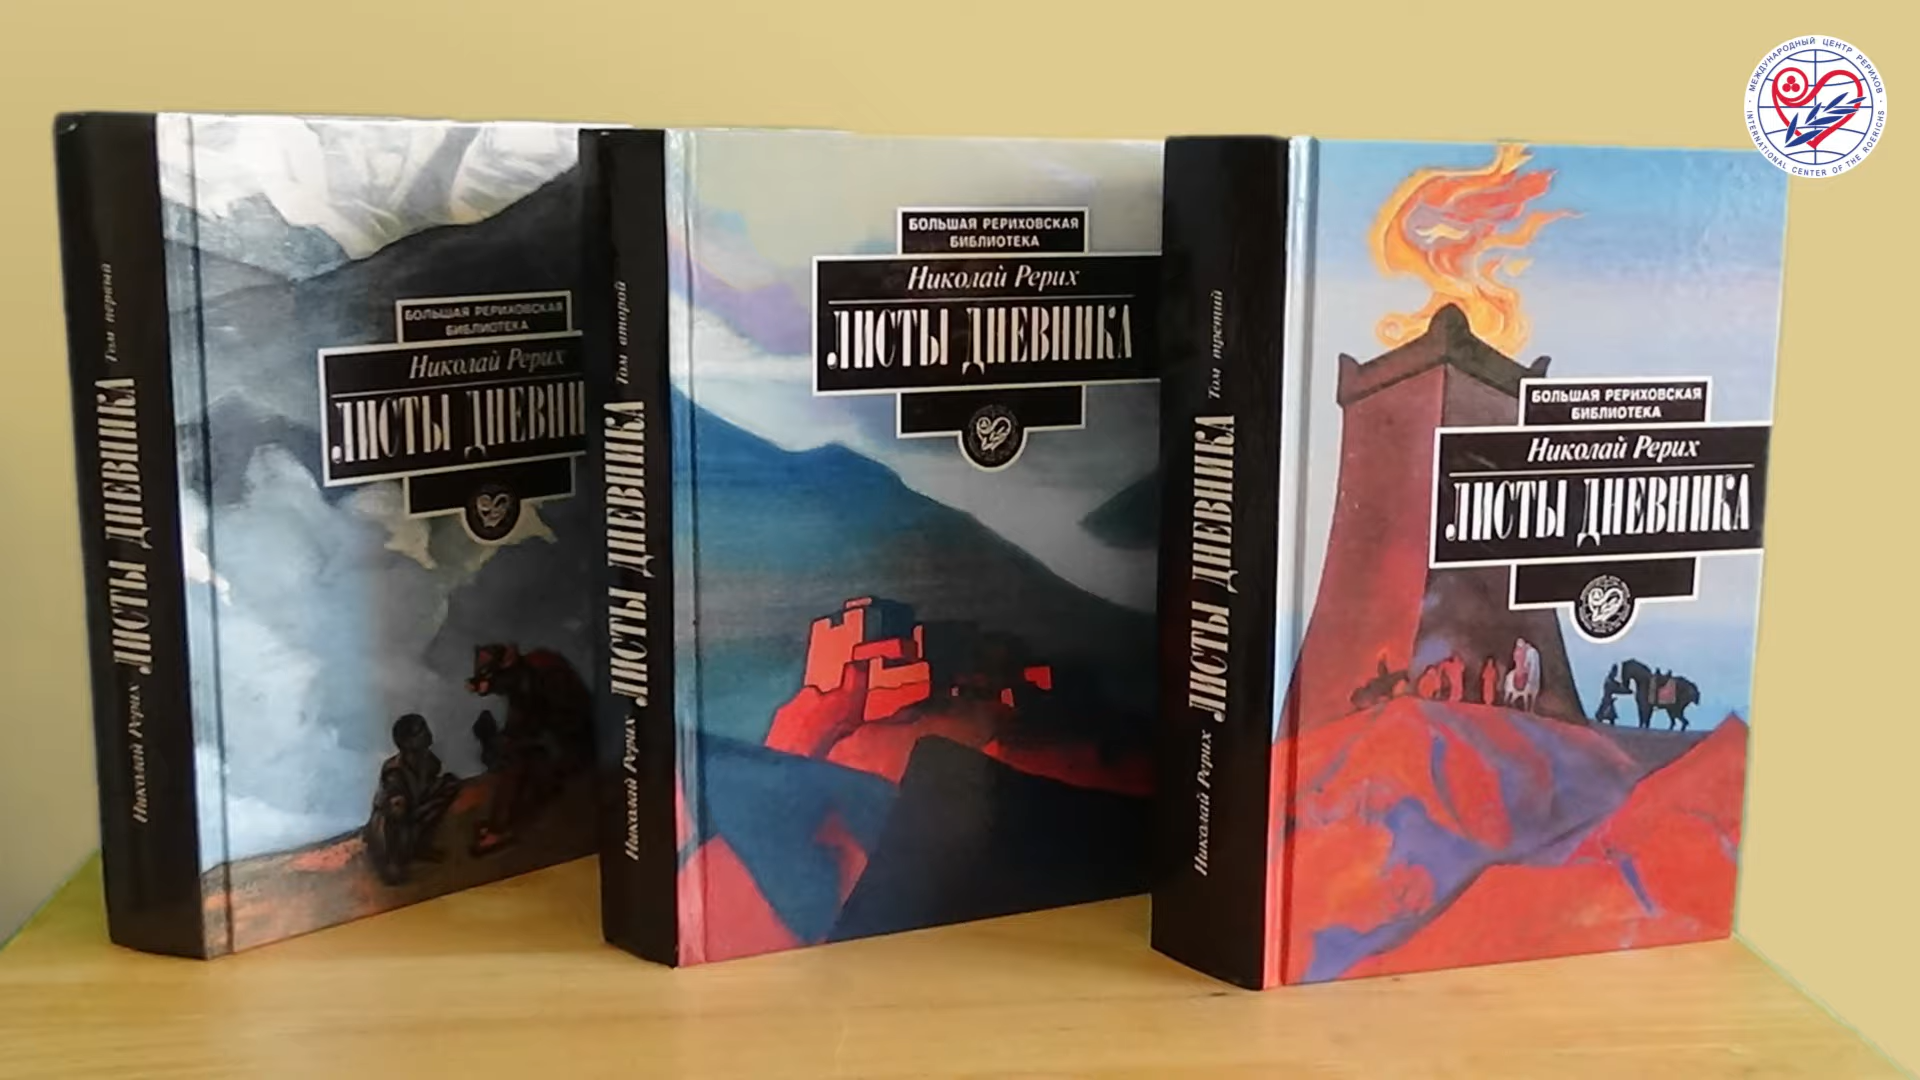 МЕЖДУНАРОДНЫЙ ЦЕНТР РЕРИХОВ
INTERNATIONAL CENTER OF THE ROERICHS
Николай Рерих ЛИСТЫ ДНЕВНИКА Том первый
БОЛЬШАЯ РЕРИХОВСКАЯ
БИБЛИОТЕКА
Николай Рерих
ЛИСТЫ ДНЕВНИ
Николай Рерих ЛИСТЫ ДНЕВНИКА Том второй
БОЛЬШАЯ РЕРИХОВСКАЯ
БИБЛИОТЕКА
Николай Рерих
ЛИСТЫ ДНЕВНИКА
Николай Рерих ЛИСТЫ ДНЕВНИКА Том третий
БОЛЬШАЯ РЕРИХОВСКАЯ
БИБЛИОТЕКА
Николай Рерих
ЛИСТЫ ДНЕВНИКА